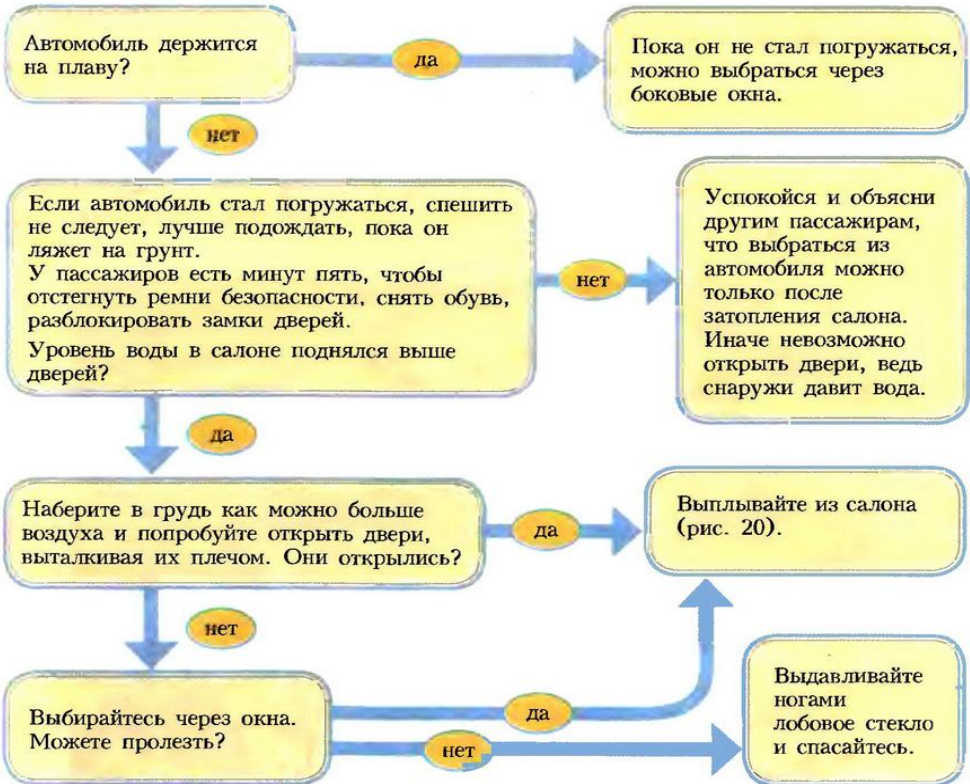 Автомобиль держится
на плаву?
да
Пока он не стал погружаться,
можно выбраться через
боковые окна.
нет
Если автомобиль стал погружаться, спешить
не следует, лучше подождать, пока он
ляжет на грунт.
У пассажиров есть минут пять, чтобы
отстегнуть ремни безопасности, снять обувь,
разблокировать замки дверей.
Уровень воды в салоне поднялся выше
дверей?
нет
Успокойся и объясни
другим пассажирам,
что выбраться из
автомобиля можно
только после
затопления салона.
Иначе невозможно
открыть двери, ведь
снаружи давит вода.
да
Наберите в грудь как можно больше
воздуха и попробуйте открыть двери,
выталкивая их плечом. Они открылись?
да
Выплывайте из салона
(рис. 20).
нет
Выбирайтесь через окна.
Можете пролезть?
да
нет
Выдавливайте
ногами
лобовое стекло
и спасайтесь.